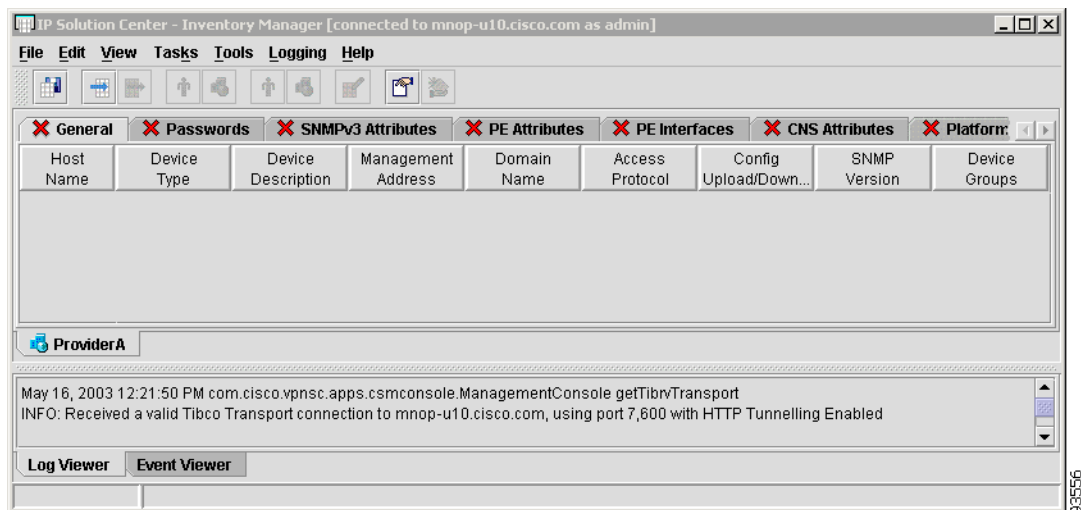 IP Solution Center - Inventory Manager [connected to mnop-u10.cisco.com as admin]
File Edit View Tasks Tools Logging Help
General Passwords SNMPv3 Attributes PE Attributes PE Interfaces CNS Attributes Platform
Host Name Device Type Device Description Management Address Domain Name Access Protocol Config Upload/Down... SNMP Version Device Groups
ProviderA
May 16, 2003 12:21:50 PM com.cisco.vpnsc.apps.csmconsole.ManagementConsole getTibrvTransport
INFO: Received a valid Tibco Transport connection to mnop-u10.cisco.com, using port 7,600 with HTTP Tunnelling Enabled
Log Viewer Event Viewer
93556